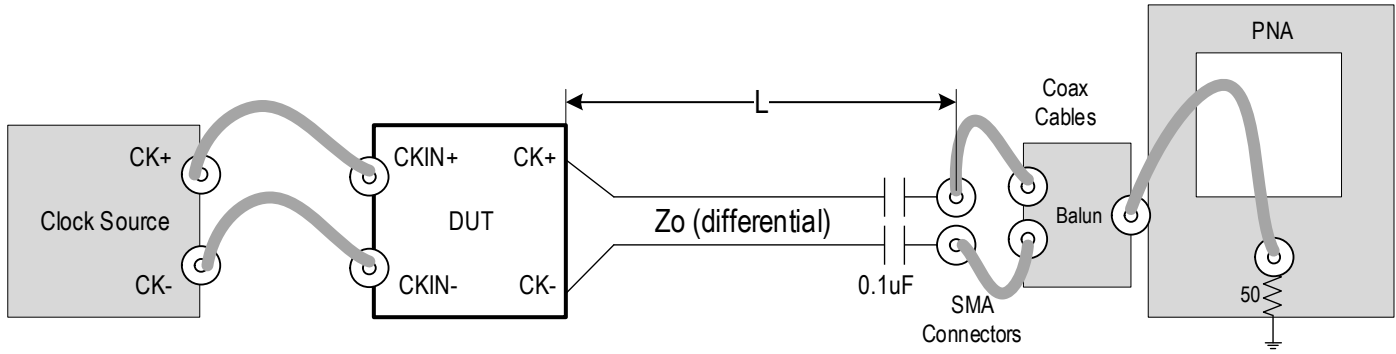 PNA
L
Coax
Cables
CK+
CKIN+
CK+
Clock Source
DUT
Zo (differential)
Balun
CK-
CKIN-
CK-
0.1uF
50
SMA
Connectors